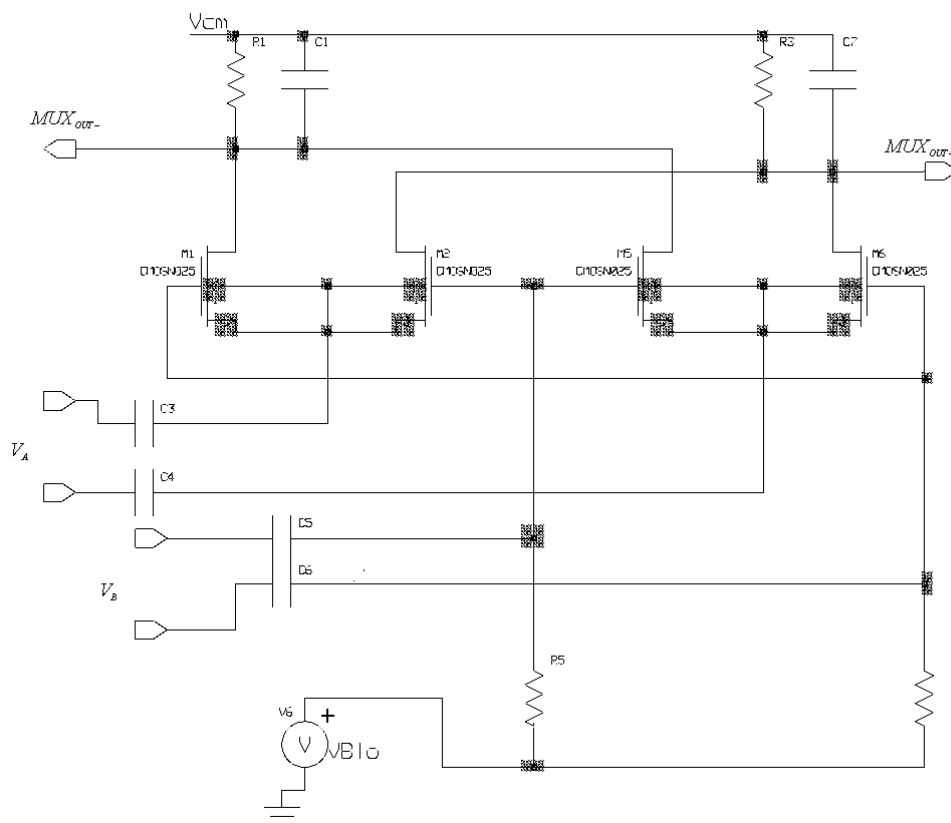 Vcm
R1
C1
R3
C7
MUX_OUT-
MUX_OUT-
M1
CMOSN025
M2
CMOSN025
M5
CMOSN025
M6
CMOSN025
C3
V_A
C4
C5
C6
V_B
R5
V6
+
V
VBlo